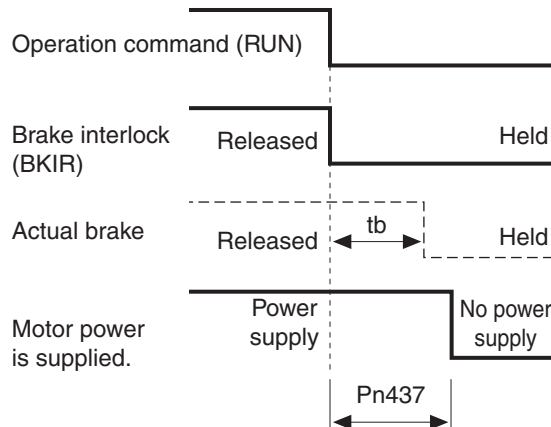 Operation command (RUN)
Brake interlock
(BKIR)
Released
Held
Actual brake
Released
tb
Held
Motor power
is supplied.
Power
supply
No power
supply
Pn437